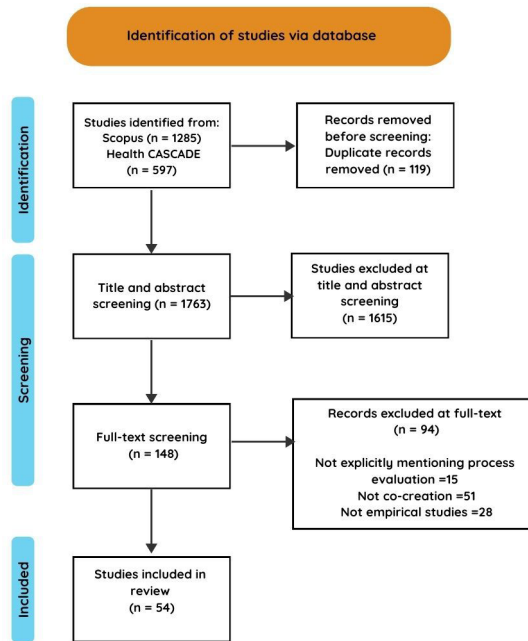 Identification of studies via database
Identification
Studies identified from:
Scopus (n = 1285)
Health CASCADE
(n = 597)
Records removed
before screening:
Duplicate records
removed (n = 119)
Screening
Title and abstract
screening (n = 1763)
Studies excluded at
title and abstract
screening
(n = 1615)
Full-text screening
(n = 148)
Records excluded at full-text
(n = 94)
Not explicitly mentioning process
evaluation =15
Not co-creation =51
Not empirical studies =28
Included
Studies included in
review
(n = 54)